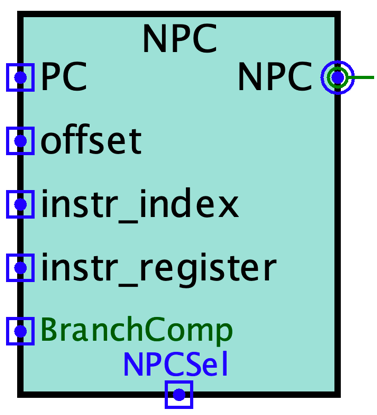 NPC
PC
NPC
offset
instr_index
instr_register
BranchComp
NPCSel